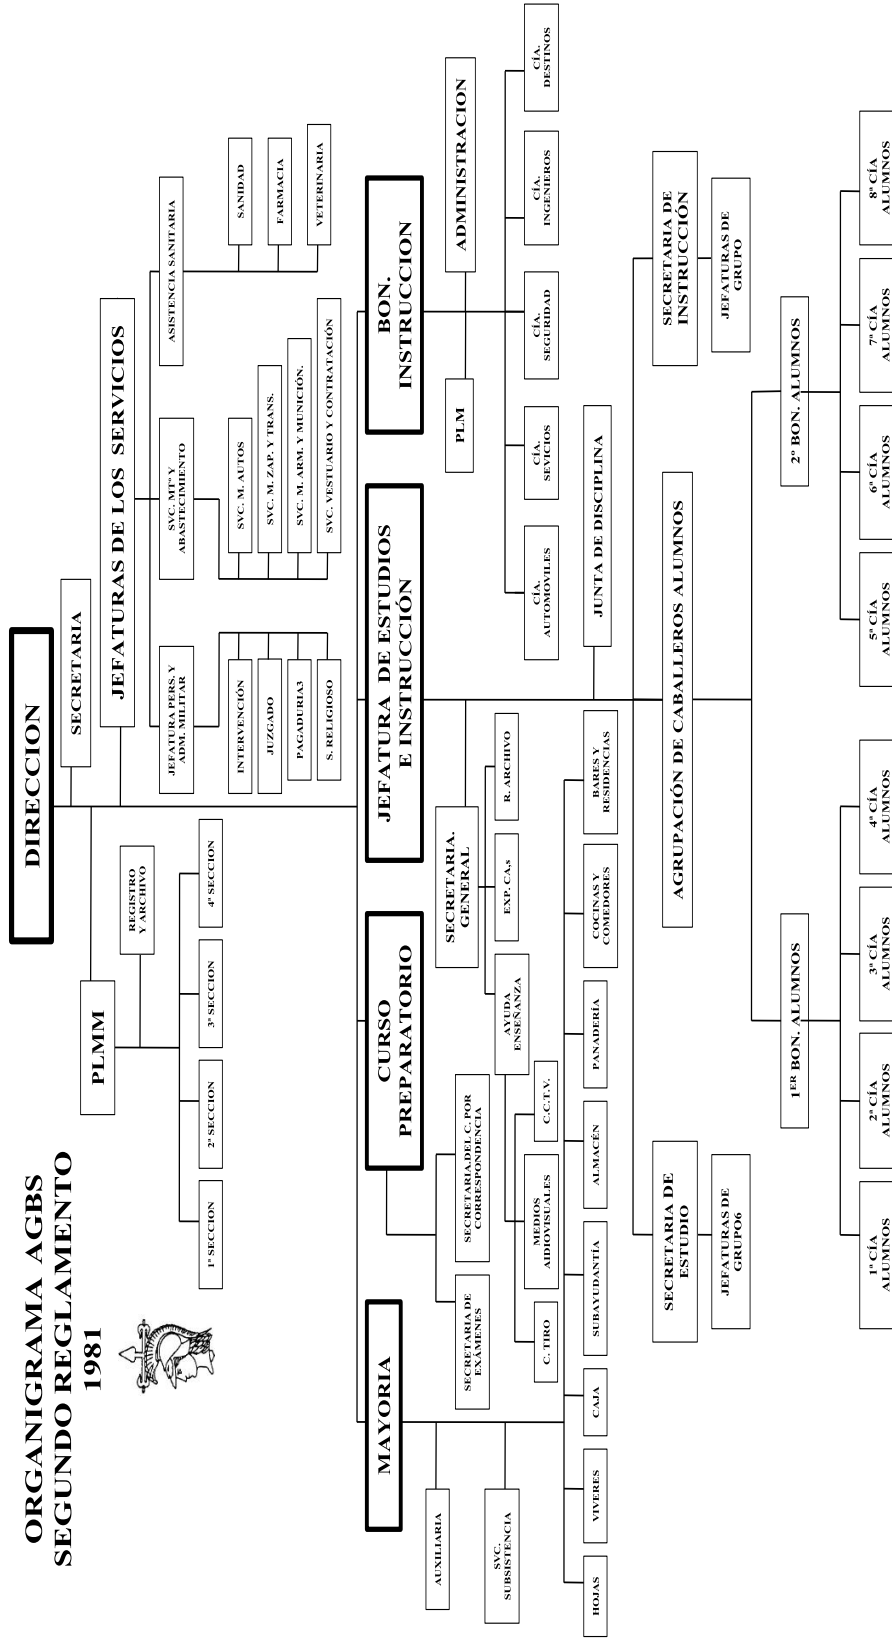 ORGANIGRAMA AGBS
SEGUNDO REGLAMENTO
1981
DIRECCION
SECRETARIA
PLMM
REGISTRO
Y ARCHIVO
1ª SECCION
2ª SECCION
3ª SECCION
4ª SECCION
JEFATURAS DE LOS SERVICIOS
JEFATURA PERS. Y
ADM. MILITAR
INTERVENCIÓN
JUZGADO
PAGADURIA3
S. RELIGIOSO
SVC. MTº Y
ABASTECIMIENTO
SVC. M. AUTOS
SVC. M. ZAP. Y TRANS.
SVC. M. ARM. Y MUNICIÓN.
SVC. VESTUARIO Y CONTRATACIÓN
ASISTENCIA SANITARIA
SANIDAD
FARMACIA
VETERINARIA
MAYORIA
AUXILIARIA
SVC.
SUBSISTENCIA
HOJAS
VIVERES
CAJA
SUBAYUDANTÍA
ALMACÉN
PANADERÍA
COCINAS Y
COMEDORES
BARES Y
RESIDENCIAS
CURSO
PREPARATORIO
SECRETARIA DE
EXÁMENES
SECRETARIA.DEL C. POR
CORRESPONDENCIA
JEFATURA DE ESTUDIOS
E INSTRUCCIÓN
SECRETARIA.
GENERAL
AYUDA
ENSEÑANZA
EXP. CA,s
R. ARCHIVO
C. TIRO
MEDIOS
AIDIOVISUALES
C.C.T.V.
JUNTA DE DISCIPLINA
BON.
INSTRUCCION
PLM
ADMINISTRACION
CÍA.
AUTOMOVILES
CÍA.
SEVICIOS
CÍA.
SEGURIDAD
CÍA.
INGENIEROS
CÍA.
DESTINOS
SECRETARIA DE
ESTUDIO
JEFATURAS DE
GRUPO6
AGRUPACIÓN DE CABALLEROS ALUMNOS
SECRETARIA DE
INSTRUCCIÓN
JEFATURAS DE
GRUPO
1ER BON. ALUMNOS
2º BON. ALUMNOS
1ª CÍA
ALUMNOS
2ª CÍA
ALUMNOS
3ª CÍA
ALUMNOS
4ª CÍA
ALUMNOS
5ª CÍA
ALUMNOS
6ª CÍA
ALUMNOS
7ª CÍA
ALUMNOS
8ª CÍA
ALUMNOS